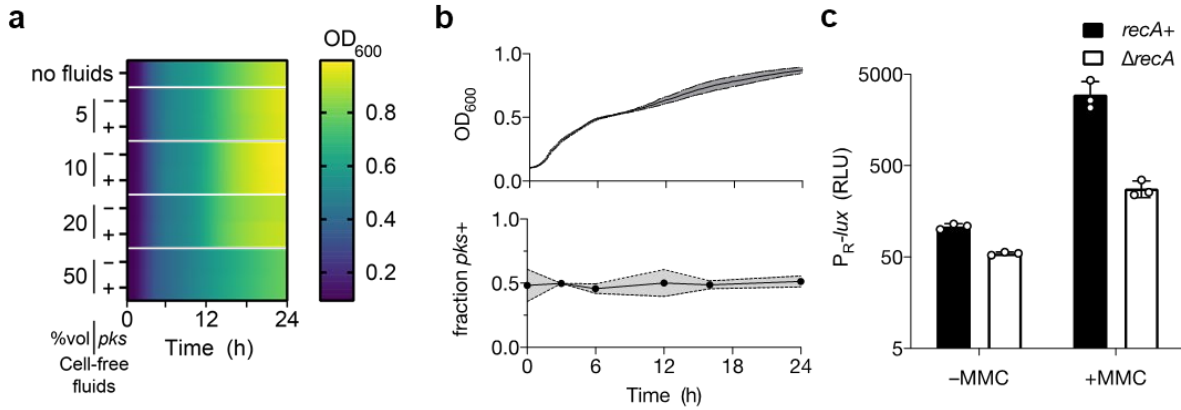 a
OD600
no fluids
5 − +
10 − +
20 − +
50 − +
0.8
0.6
0.4
0.2
0 12 24
%vol pks
Time (h)
Cell-free
fluids
b
1.0
0.5
0.0
OD600
1.0
0.5
0.0
fraction pks+
0 6 12 18 24
Time (h)
c
recA+
ΔrecA
5000
500
50
5
PR-lux (RLU)
−MMC +MMC